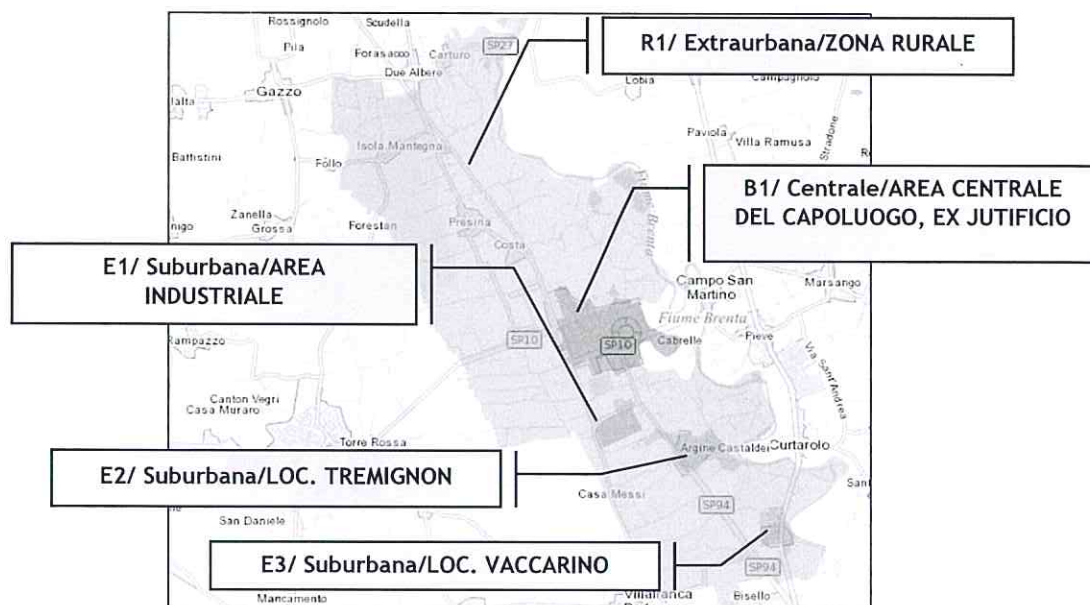 Rossignolo
Scudella
Pila
Forasacco
Carturo
SP27
R1/ Extraurbana/ZONA RURALE
Due Albere
Lobia
Campagnolo
Gazzo
Paviola
Villa Ramusa
Stradone
Isola Mantegna
Battistini
Follo
Fiume Brenta
B1/ Centrale/AREA CENTRALE
DEL CAPOLUOGO, EX JUTIFICIO
Zanella
Grossa
Forestan
Presina
Costa
E1/ Suburbana/AREA
INDUSTRIALE
Campo San
Martino
Marsango
Fiume Brenta
Rampazzo
SP10
SP10
Cabrelle
Pieve
Via Sant'Andrea
Canton Vegri
Casa Muraro
Torre Rossa
Argine Castaldei
Curtarolo
E2/ Suburbana/LOC. TREMIGNON
Casa Messi
SP94
San Daniele
E3/ Suburbana/LOC. VACCARINO
SP94
Mancamento
Villafranca
Bisello